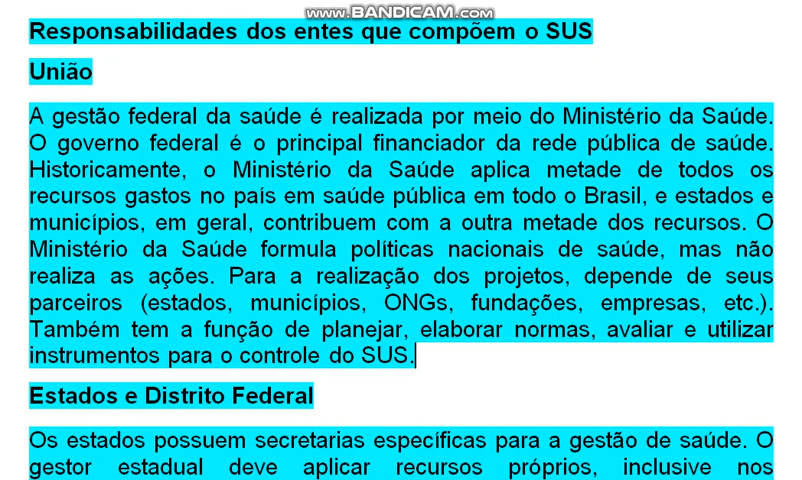 www.BANDICAM.com
Responsabilidades dos entes que compõem o SUS
União
A gestão federal da saúde é realizada por meio do Ministério da Saúde.
O governo federal é o principal financiador da rede pública de saúde.
Historicamente, o Ministério da Saúde aplica metade de todos os
recursos gastos no país em saúde pública em todo o Brasil, e estados e
municípios, em geral, contribuem com a outra metade dos recursos. O
Ministério da Saúde formula políticas nacionais de saúde, mas não
realiza as ações. Para a realização dos projetos, depende de seus
parceiros (estados, municípios, ONGs, fundações, empresas, etc.).
Também tem a função de planejar, elaborar normas, avaliar e utilizar
instrumentos para o controle do SUS.
Estados e Distrito Federal
Os estados possuem secretarias específicas para a gestão de saúde. O
gestor estadual deve aplicar recursos próprios, inclusive nos